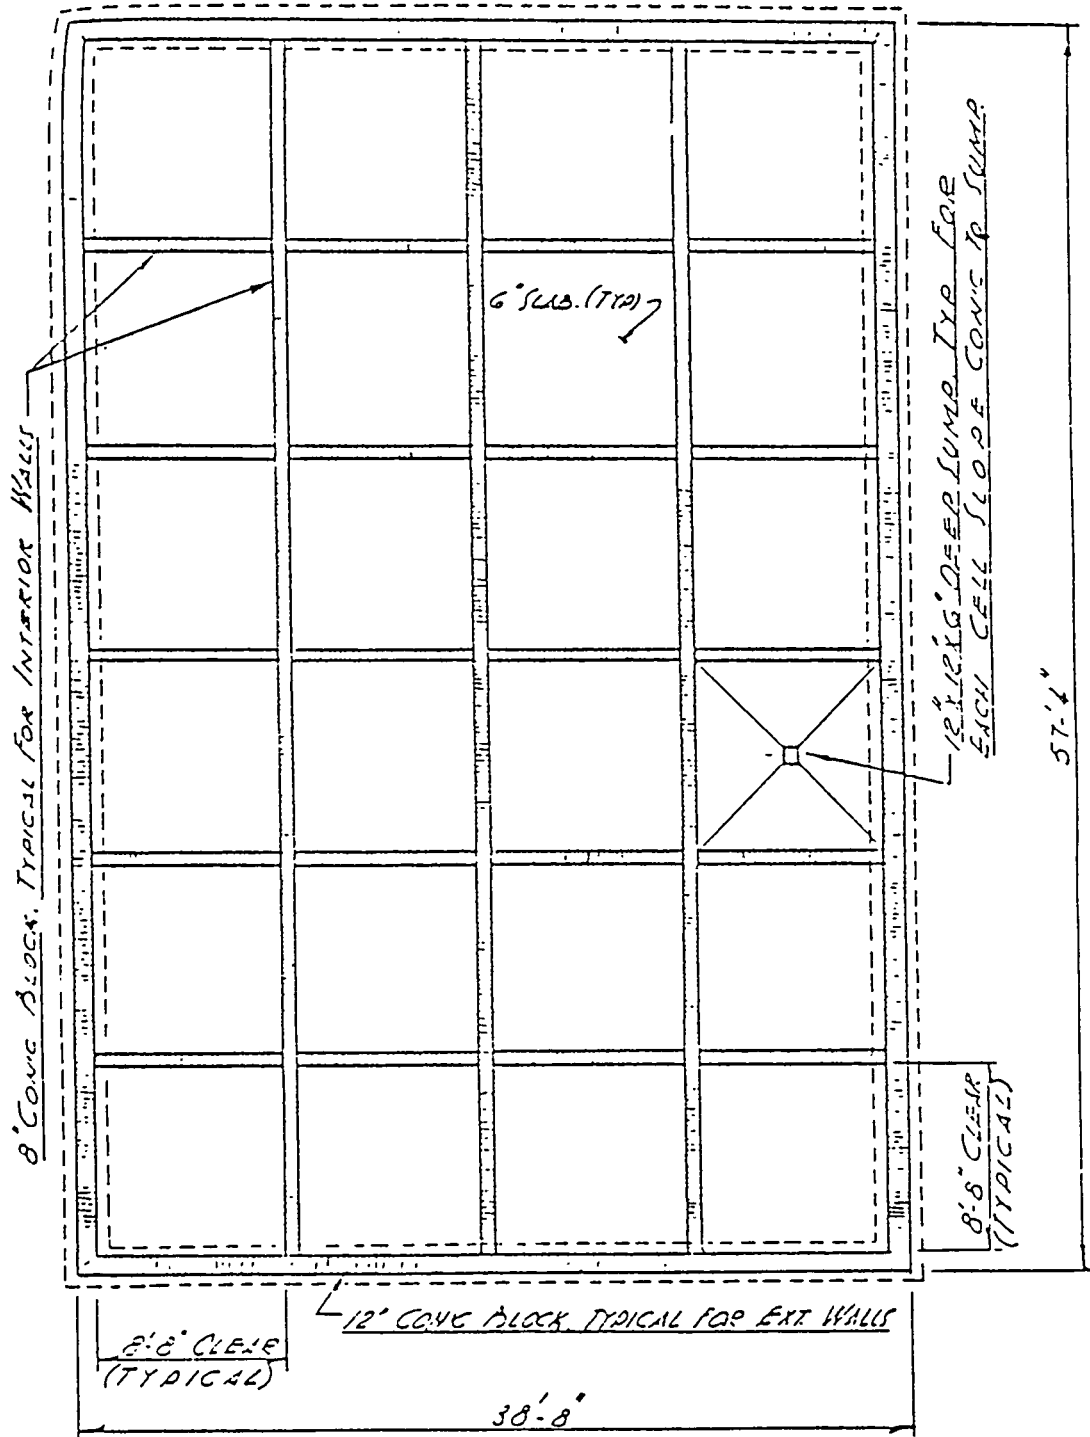 6" SLAB. (TYP)
8" CONC BLOCK. TYPICAL FOR INTERIOR WALLS
12" X 12" X 6" DEEP SUMP. TYP. FOR
EACH CELL SLOPE CONC TO SUMP.
57'-4"
8'-8" CLEAR
(TYPICAL)
12" CONC BLOCK. TYPICAL FOR EXT. WALLS
8'-8" CLEAR
(TYPICAL)
38'-8"